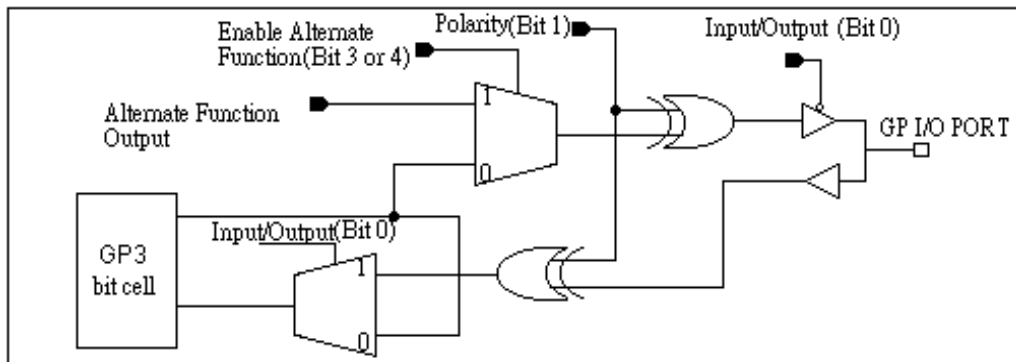 Enable Alternate
Function(Bit 3 or 4)
Polarity(Bit 1)
Input/Output (Bit 0)
Alternate Function
Output
1
0
GP I/O PORT
GP3
bit cell
Input/Output(Bit 0)
1
0